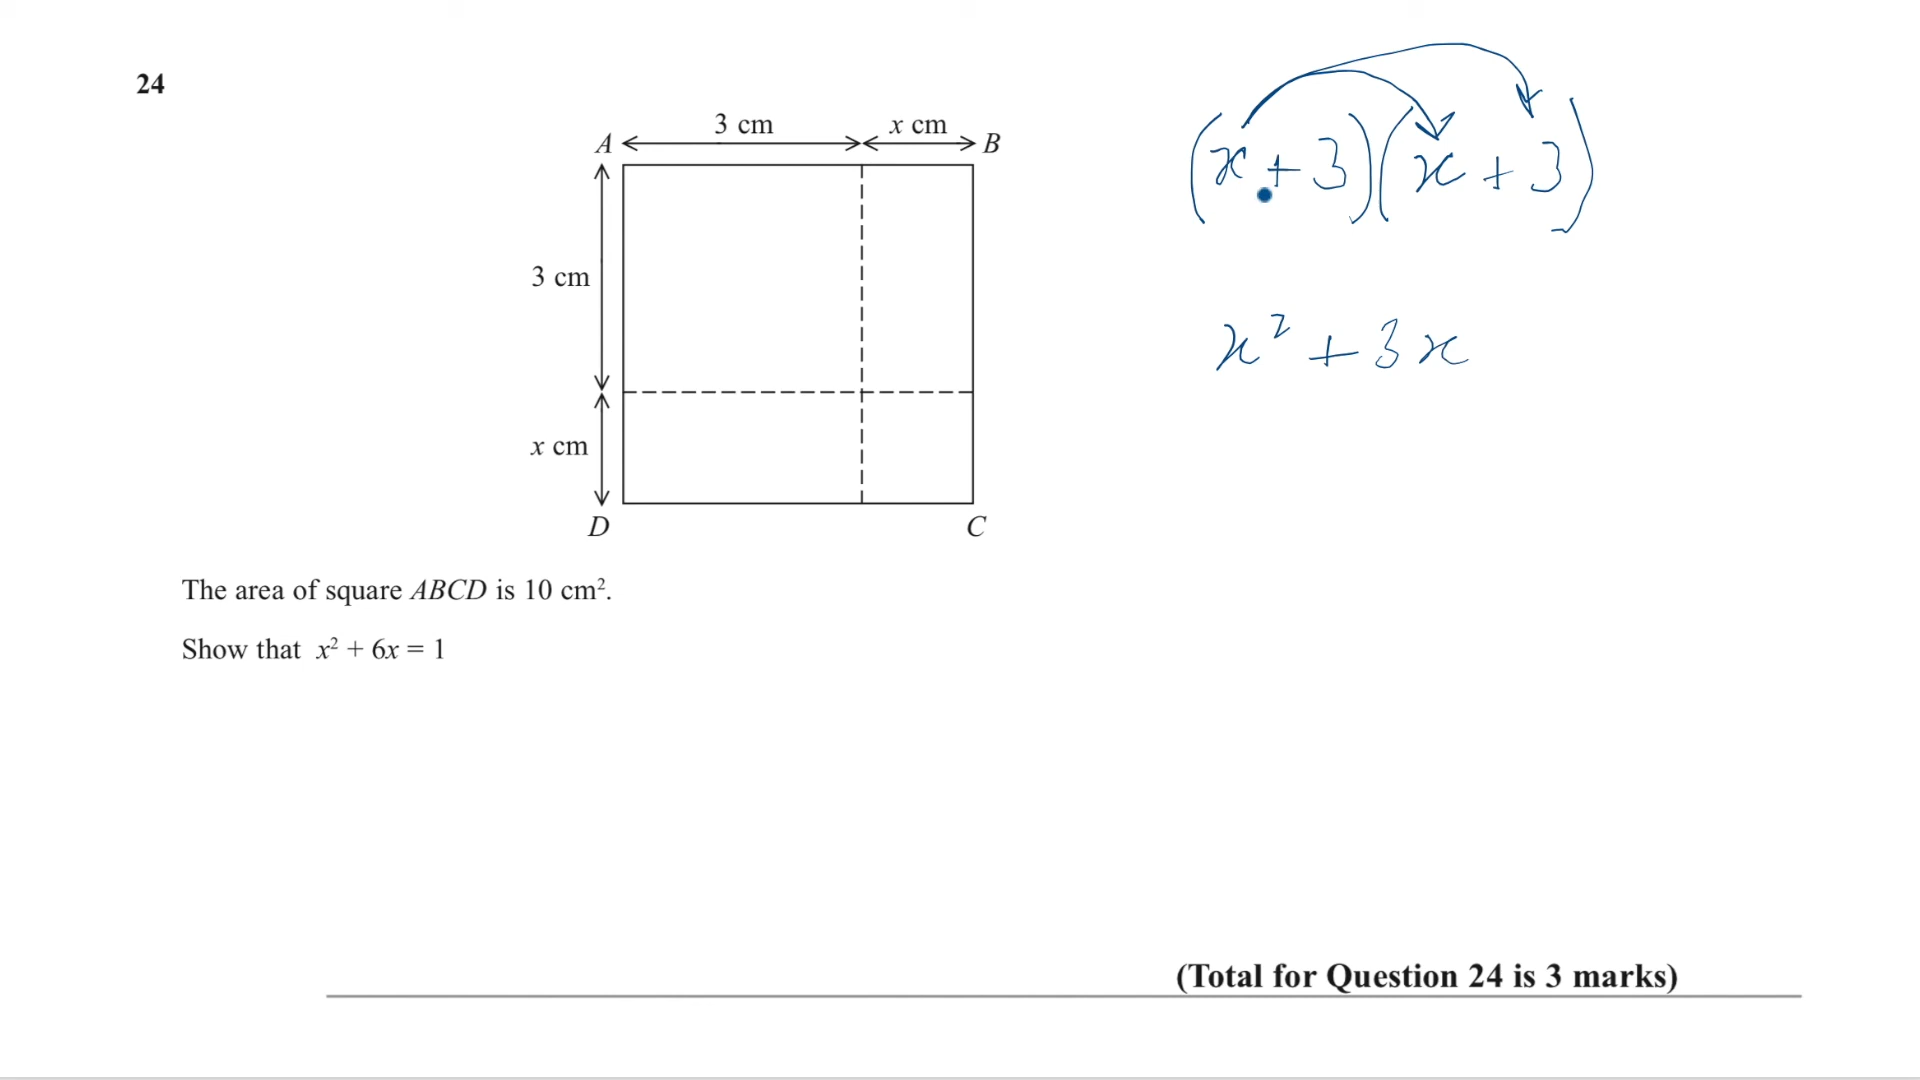 24
3 cm
x cm
A
B
(x + 3)(x + 3)
3 cm
x² + 3x
x cm
D
C
The area of square ABCD is 10 cm².
Show that x² + 6x = 1
(Total for Question 24 is 3 marks)